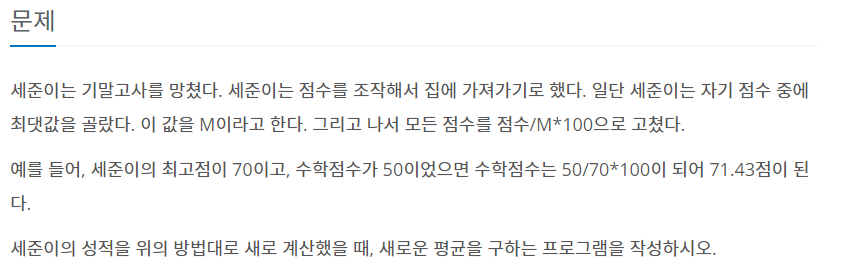 문제
세준이는 기말고사를 망쳤다. 세준이는 점수를 조작해서 집에 가져가기로 했다. 일단 세준이는 자기 점수 중에
최댓값을 골랐다. 이 값을 M이라고 한다. 그리고 나서 모든 점수를 점수/M*100으로 고쳤다.
예를 들어, 세준이의 최고점이 70이고, 수학점수가 50이었으면 수학점수는 50/70*100이 되어 71.43점이 된
다.
세준이의 성적을 위의 방법대로 새로 계산했을 때, 새로운 평균을 구하는 프로그램을 작성하시오.